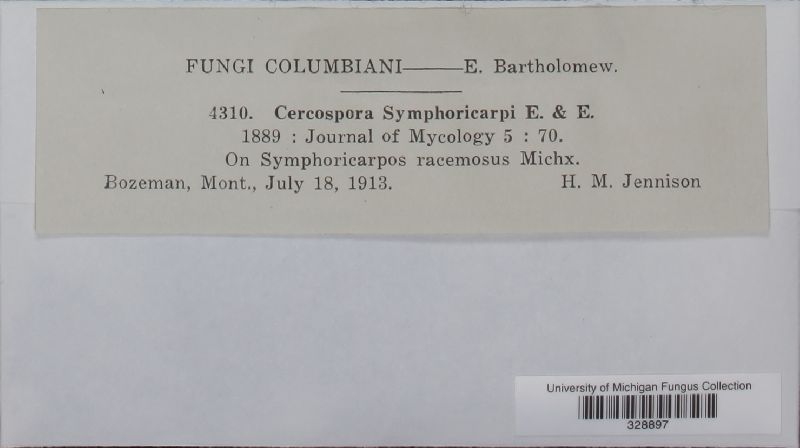 FUNGI COLUMBIANI——E. Bartholomew.
4310. Cercospora Symphoricarpi E. & E.
1889 : Journal of Mycology 5 : 70.
On Symphoricarpos racemosus Michx.
Bozeman, Mont., July 18, 1913. H. M. Jennison
University of Michigan Fungus Collection
328897